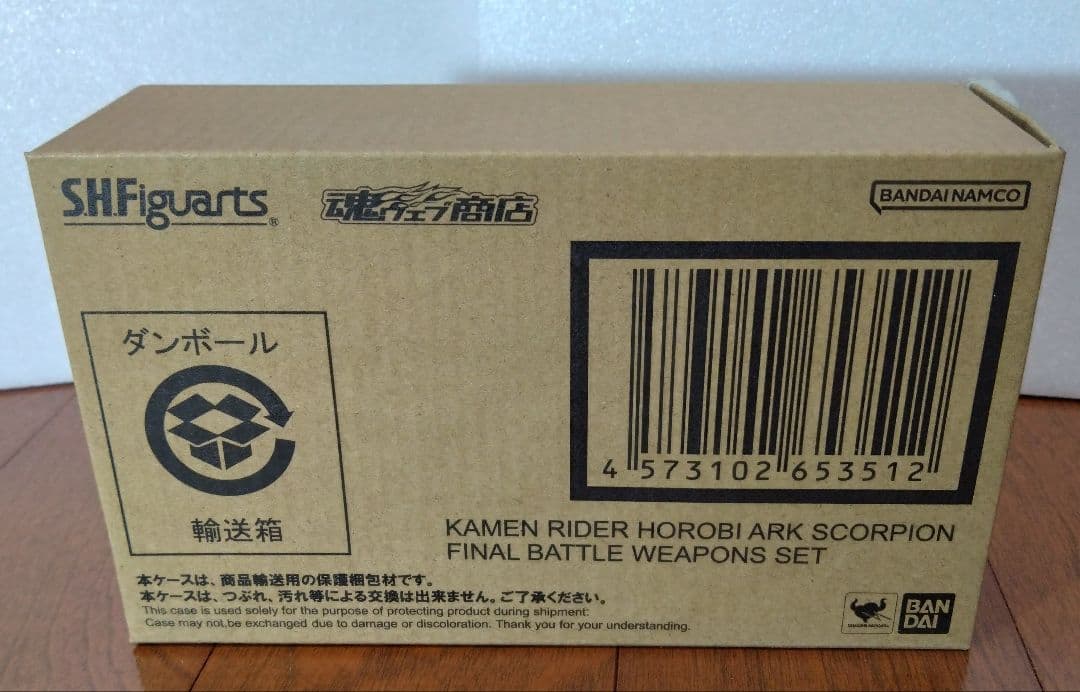 S.H.Figuarts®
魂ウェブ商店
BANDAI NAMCO
ダンボール
輸送箱
4 573102 653512
KAMEN RIDER HOROBI ARK SCORPION
FINAL BATTLE WEAPONS SET
本ケースは、商品輸送用の保護梱包材です。
本ケースは、つぶれ、汚れ等による交換は出来ません。ご了承ください。
This case is used solely for the purpose of protecting product during shipment:
Case may not be exchanged due to damage or discoloration. Thank you for your understanding.
BAN
DAI